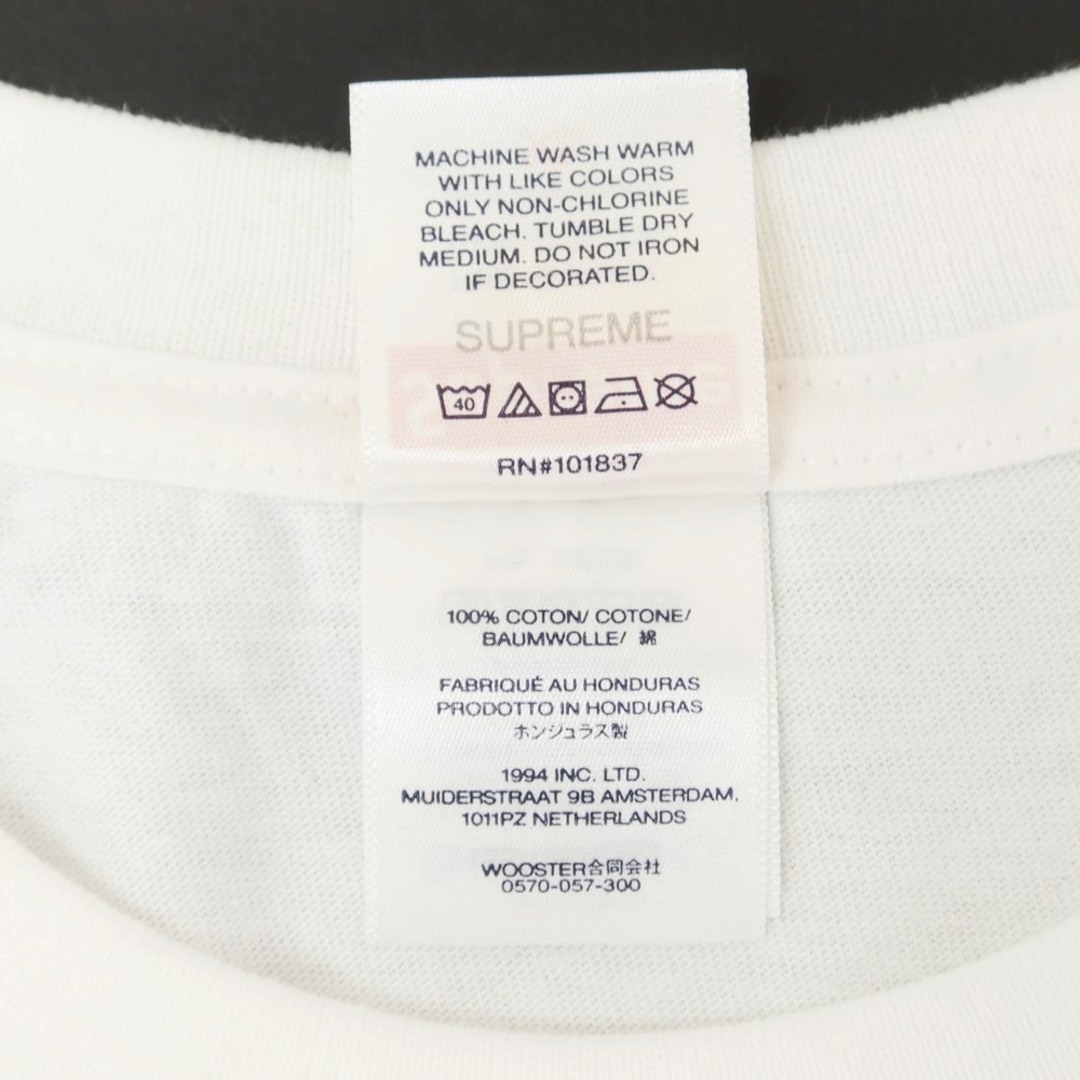 MACHINE WASH WARM
WITH LIKE COLORS
ONLY NON-CHLORINE
BLEACH. TUMBLE DRY
MEDIUM. DO NOT IRON
IF DECORATED.
SUPREME
40
RN#101837
100% COTON/ COTONE/
BAUMWOLLE/ 綿
FABRIQUÉ AU HONDURAS
PRODOTTO IN HONDURAS
ホンジュラス製
1994 INC. LTD.
MUIDERSTRAAT 9B AMSTERDAM.
1011PZ NETHERLANDS
WOOSTER合同会社
0570-057-300